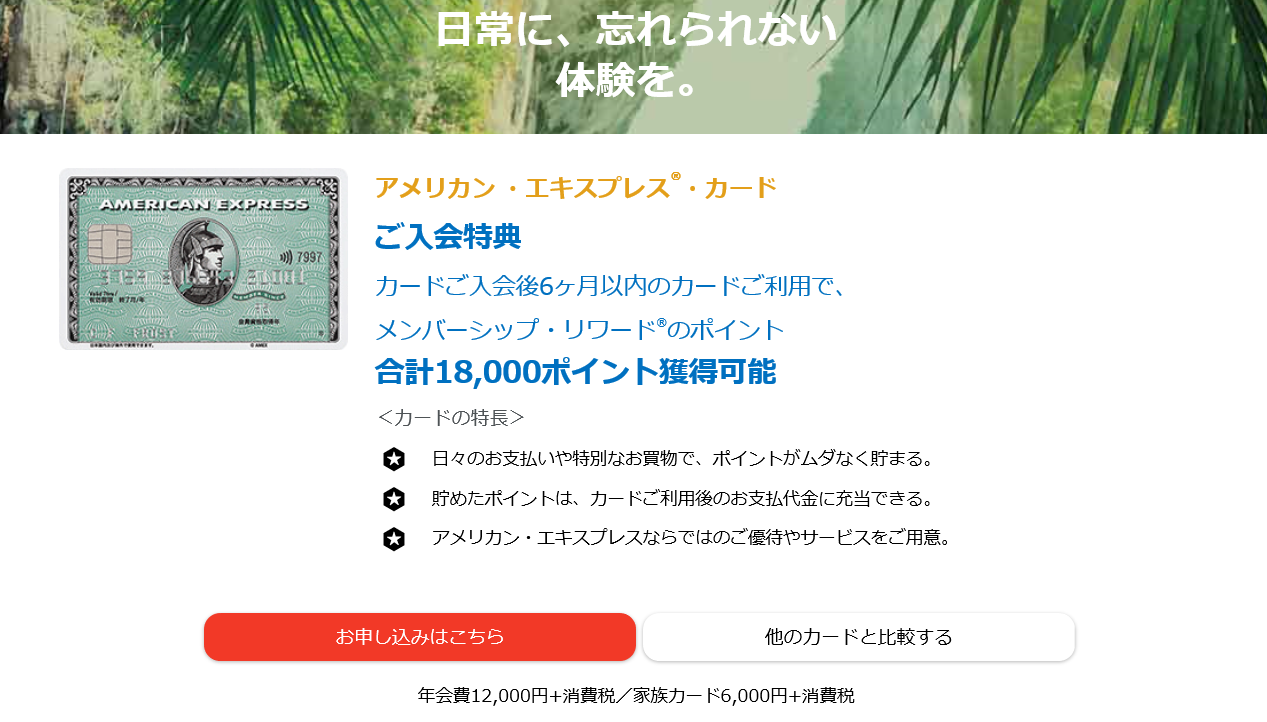 日常に、忘れられない
体験を。
アメリカン・エキスプレス®・カード
AMERICAN EXPRESS
ご入会特典
7997
カードご入会後6ヶ月以内のカードご利用で、
メンバーシップ・リワード®のポイント
合計18,000ポイント獲得可能
＜カードの特長＞
日々のお支払いや特別なお買物で、ポイントがムダなく貯まる。
貯めたポイントは、カードご利用後のお支払代金に充当できる。
アメリカン・エキスプレスならではのご優待やサービスをご用意。
お申し込みはこちら
他のカードと比較する
年会費12,000円+消費税／家族カード6,000円+消費税